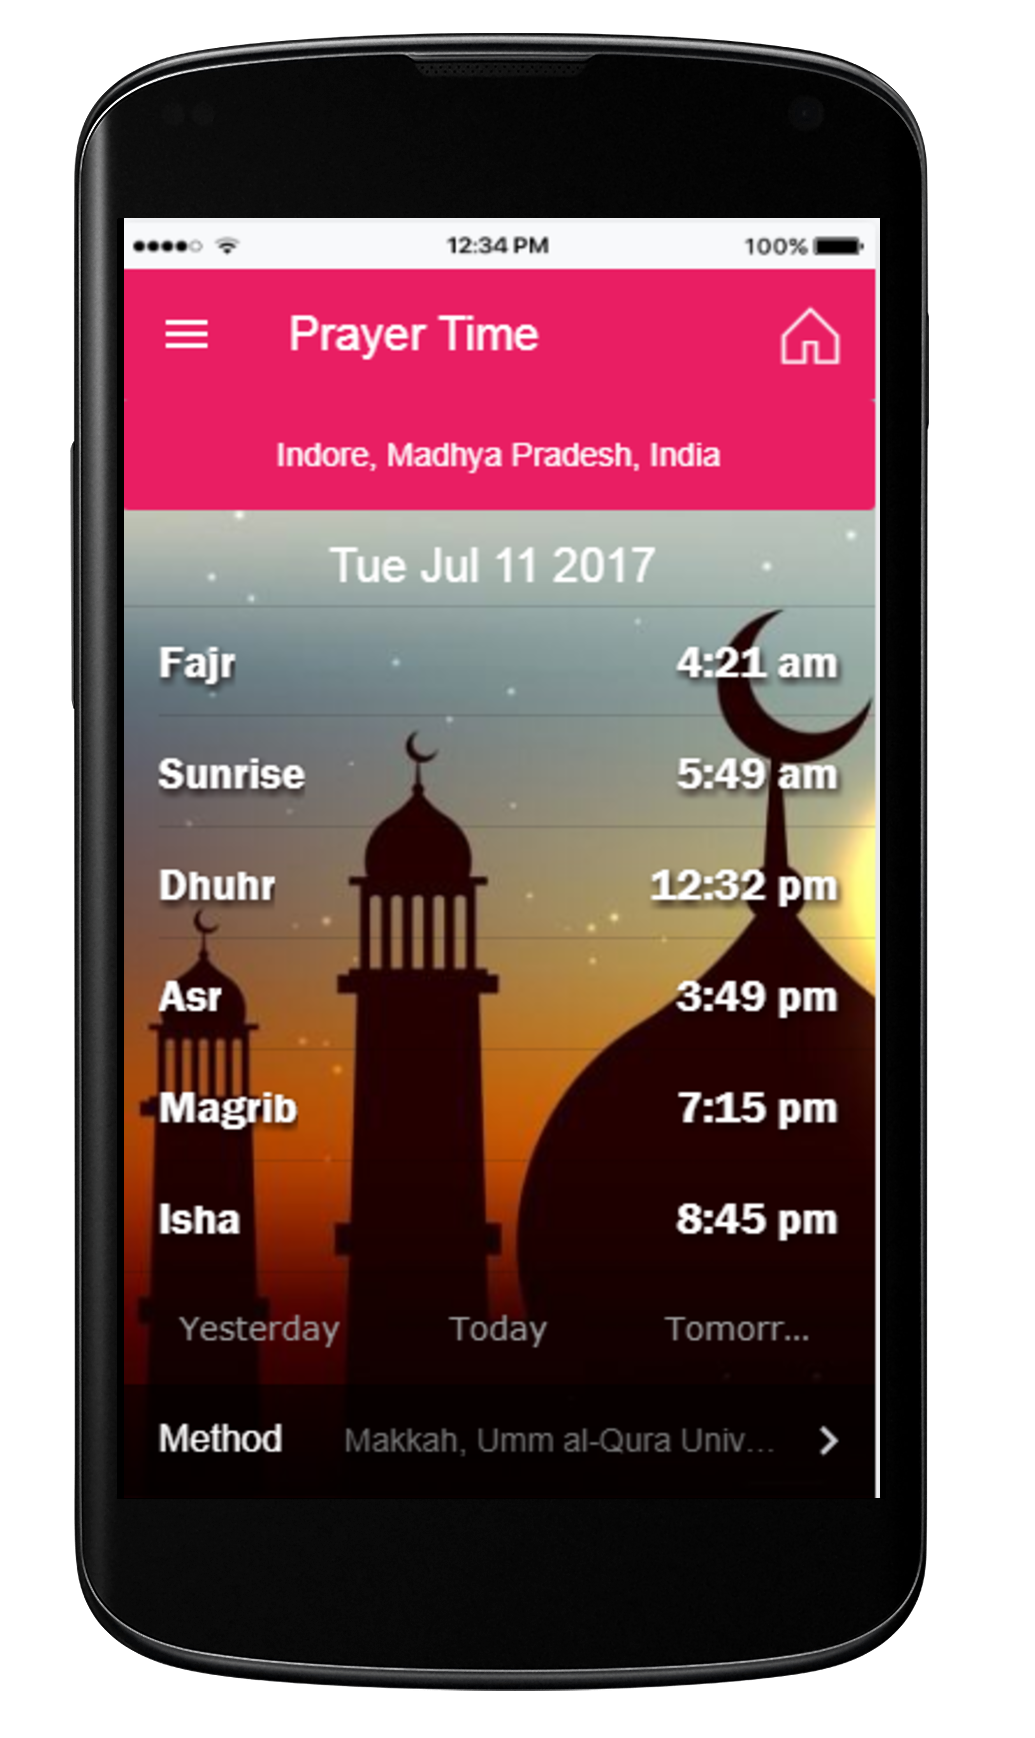 12:34 PM 100%
Prayer Time
Indore, Madhya Pradesh, India
Tue Jul 11 2017
Fajr 4:21 am
Sunrise 5:49 am
Dhuhr 12:32 pm
Asr 3:49 pm
Magrib 7:15 pm
Isha 8:45 pm
Yesterday Today Tomorr...
Method Makkah, Umm al-Qura Univ...